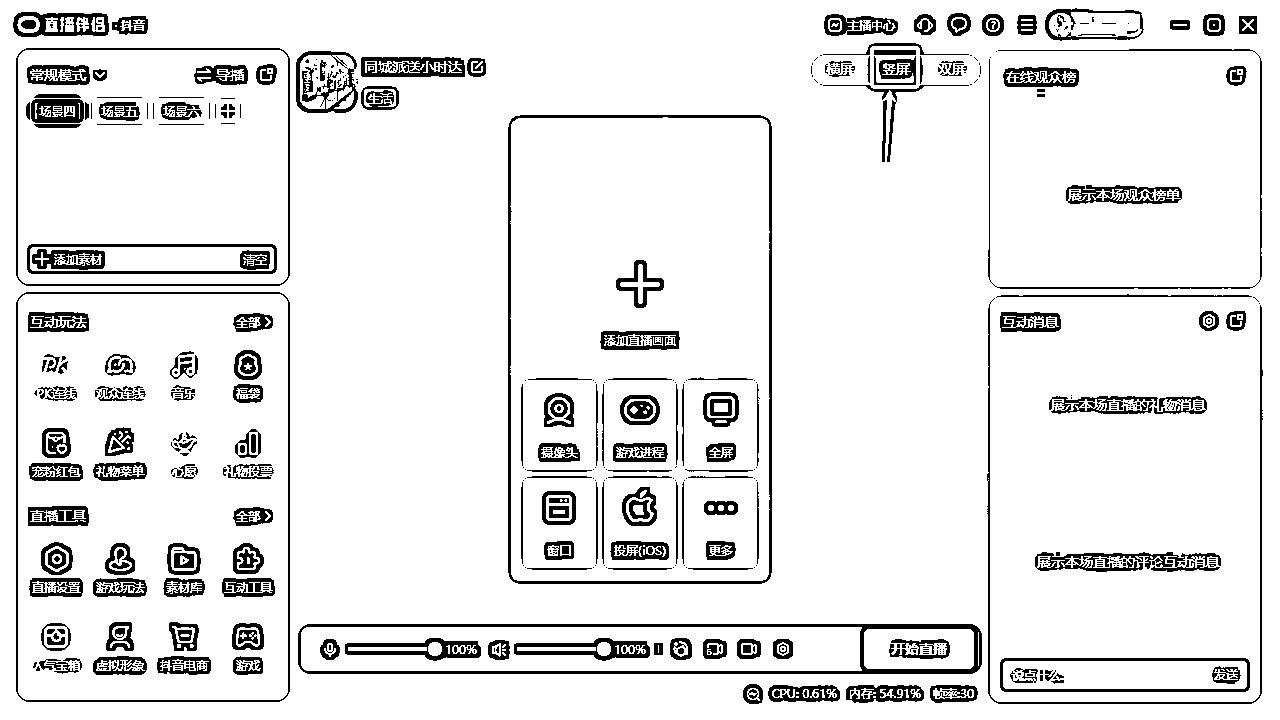 直播伴侣 · 抖音
主播中心
常规模式
导播
场景四 场景五 场景六
添加素材 清空
互动玩法 全部
PK连线 观众连线 音乐 福袋
宠粉红包 礼物菜单 心愿 礼物投票
直播工具 全部
直播设置 游戏玩法 素材库 互动工具
人气宝箱 虚拟形象 抖音电商 游戏
同城派送小时达
生活
横屏 竖屏 双屏
添加直播画面
摄像头 游戏进程 全屏
窗口 投屏(iOS) 更多
100% 100%
开始直播
CPU: 0.61% 内存: 54.91% 帧率:30
在线观众榜
展示本场观众榜单
互动消息
展示本场直播的礼物消息
展示本场直播的评论互动消息
说点什么 发送